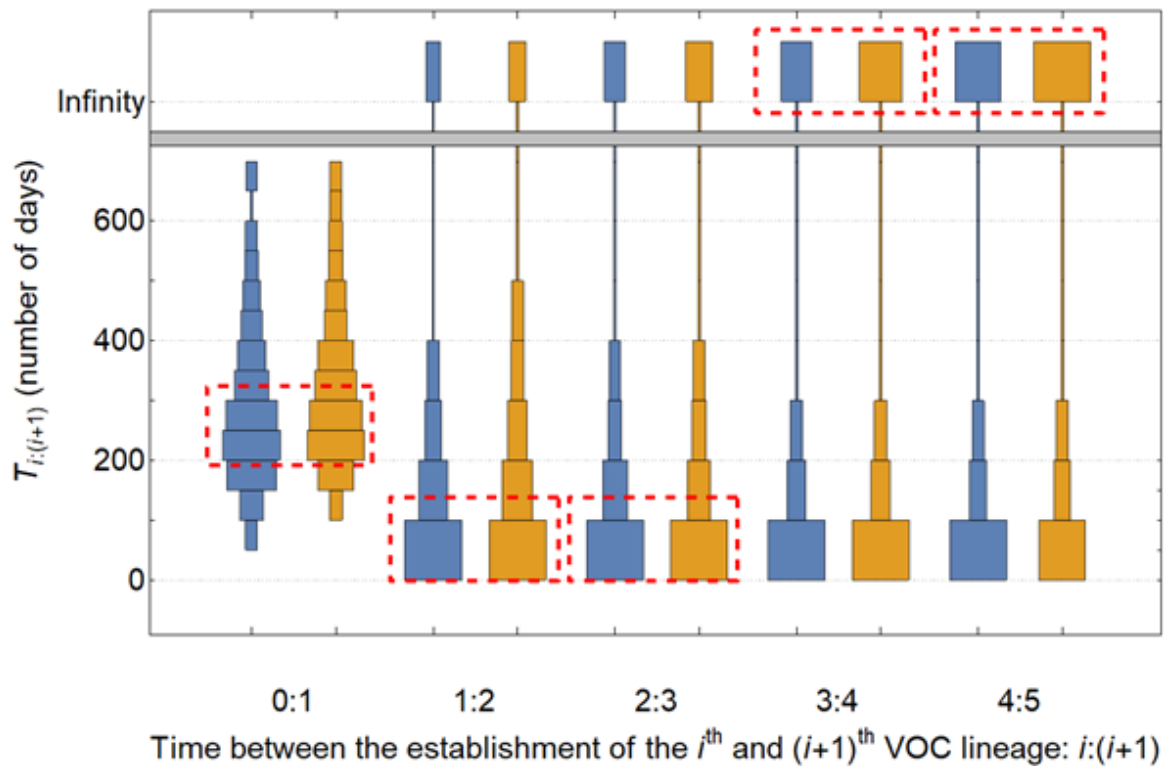 Infinity
600
400
200
0
T i:(i+1) (number of days)
0:1 1:2 2:3 3:4 4:5
Time between the establishment of the i th and (i+1) th VOC lineage: i:(i+1)